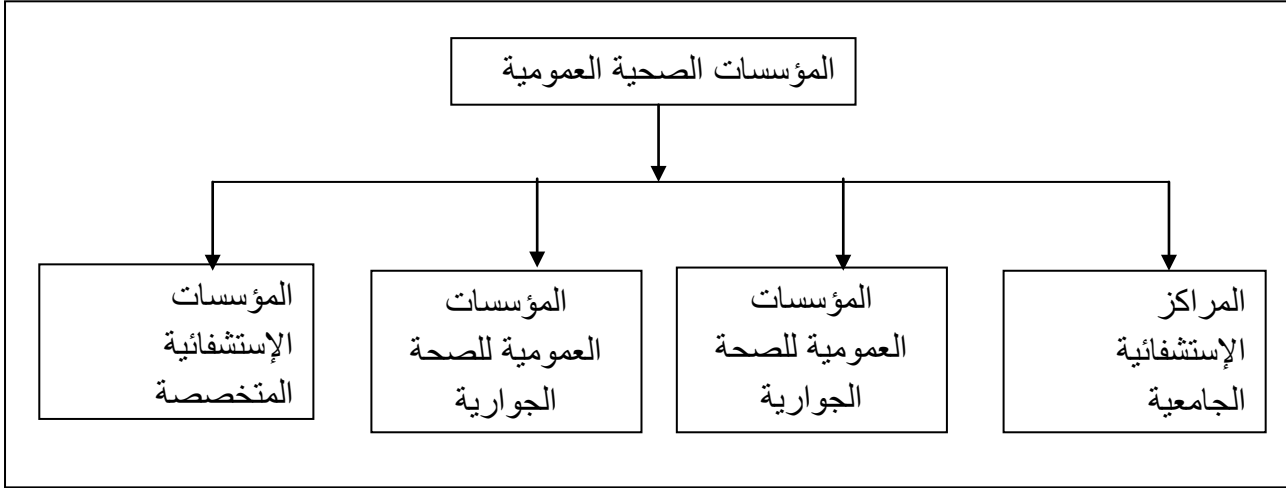 المؤسسات الصحية العمومية
المراكز
الإستشفائية
الجامعية
المؤسسات
العمومية للصحة
الجوارية
المؤسسات
العمومية للصحة
الجوارية
المؤسسات
الإستشفائية
المتخصصة